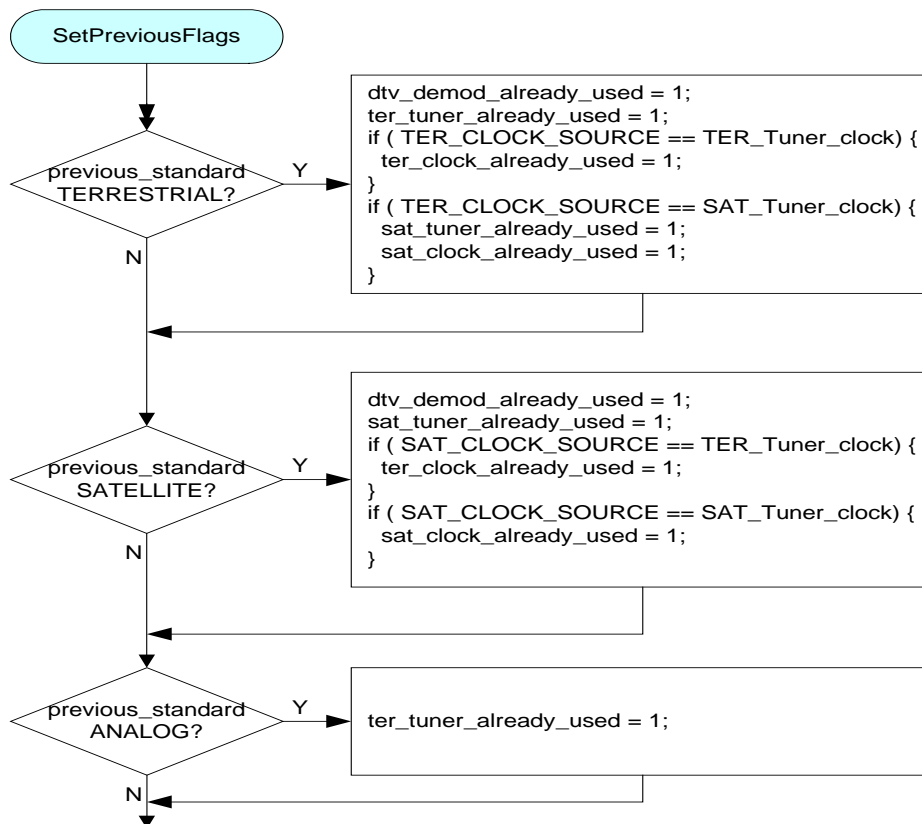 SetPreviousFlags
previous_standard
TERRESTRIAL?
Y
N
dtv_demod_already_used = 1;
ter_tuner_already_used = 1;
if ( TER_CLOCK_SOURCE == TER_Tuner_clock) {
ter_clock_already_used = 1;
}
if ( TER_CLOCK_SOURCE == SAT_Tuner_clock) {
sat_tuner_already_used = 1;
sat_clock_already_used = 1;
}
previous_standard
SATELLITE?
Y
N
dtv_demod_already_used = 1;
sat_tuner_already_used = 1;
if ( SAT_CLOCK_SOURCE == TER_Tuner_clock) {
ter_clock_already_used = 1;
}
if ( SAT_CLOCK_SOURCE == SAT_Tuner_clock) {
sat_clock_already_used = 1;
}
previous_standard
ANALOG?
Y
N
ter_tuner_already_used = 1;